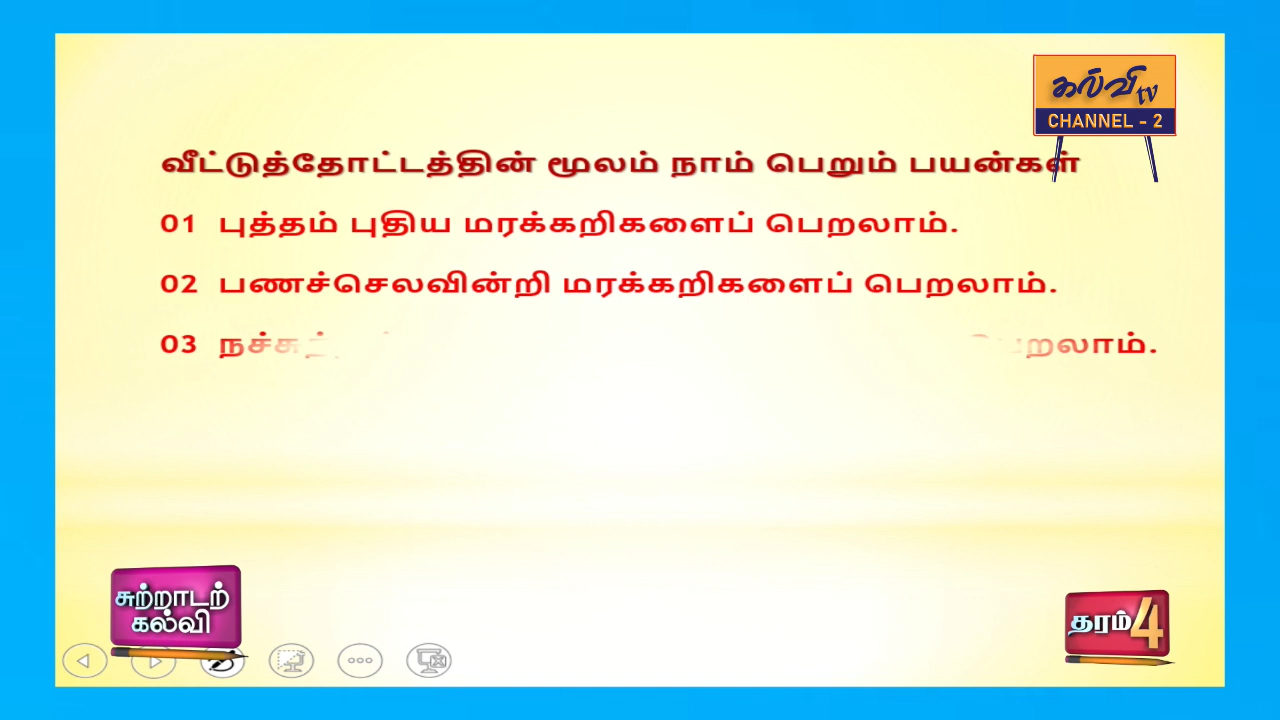 கல்வி tv
CHANNEL - 2
வீட்டுத்தோட்டத்தின் மூலம் நாம் பெறும் பயன்கள்
01 புத்தம் புதிய மரக்கறிகளைப் பெறலாம்.
02 பணச்செலவின்றி மரக்கறிகளைப் பெறலாம்.
03 பெறலாம்.
சுற்றாடற்
கல்வி
தரம் 4